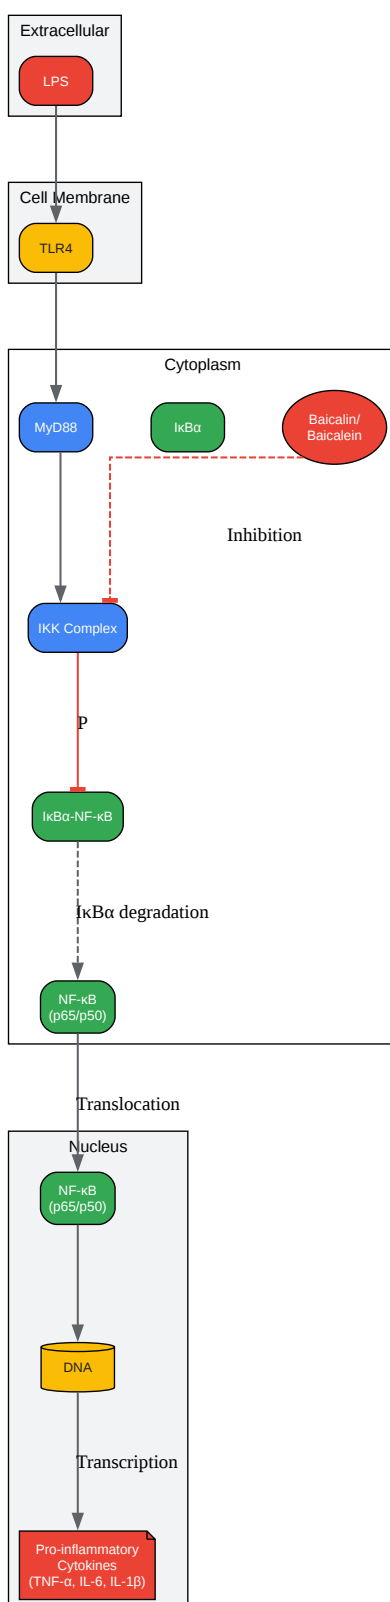 Extracellular
LPS
Cell Membrane
TLR4
Cytoplasm
MyD88
IκBα
Baicalin/
Baicalein
Inhibition
IKK Complex
P
IκBα-NF-κB
IκBα degradation
NF-κB
(p65/p50)
Translocation
Nucleus
NF-κB
(p65/p50)
DNA
Transcription
Pro-inflammatory
Cytokines
(TNF-α, IL-6, IL-1β)